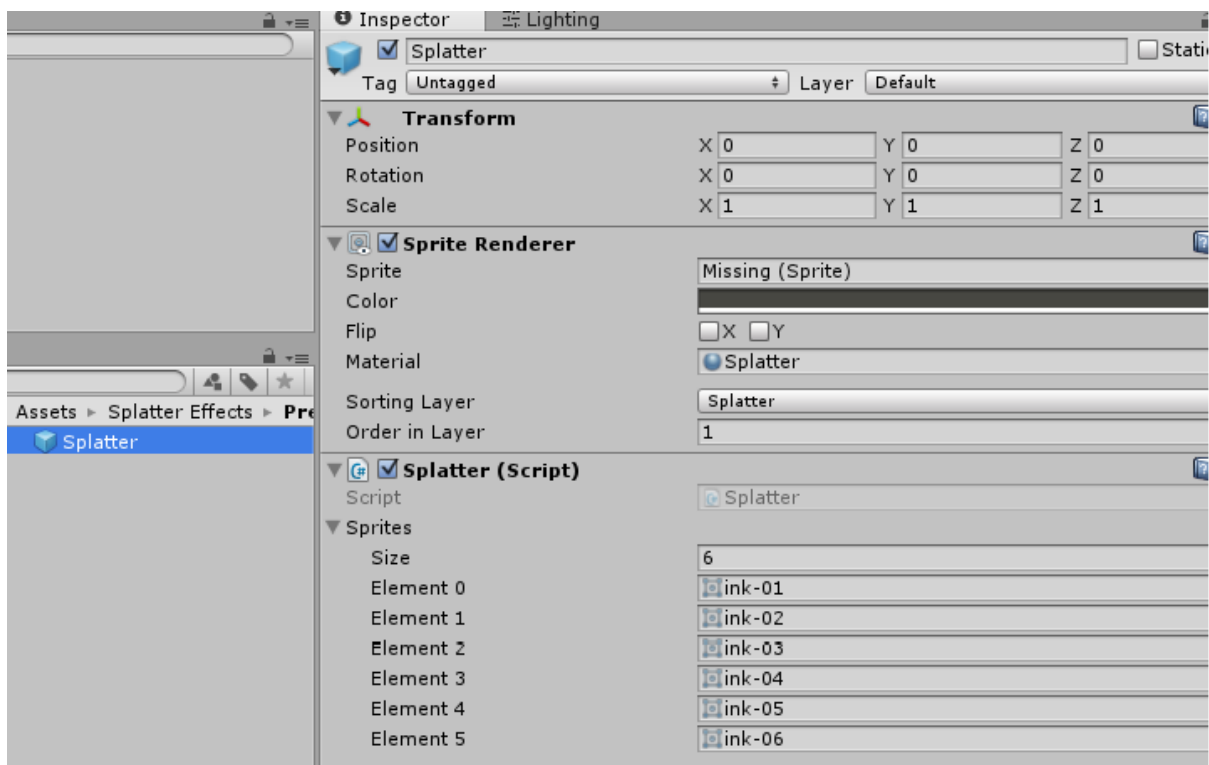 Inspector Lighting
Splatter
Tag Untagged Layer Default
Transform
Position X 0 Y 0 Z 0
Rotation X 0 Y 0 Z 0
Scale X 1 Y 1 Z 1
Sprite Renderer
Sprite Missing (Sprite)
Color
Flip X Y
Material Splatter
Sorting Layer Splatter
Order in Layer 1
Assets Splatter Effects
Splatter
Splatter (Script)
Script Splatter
Sprites
Size 6
Element 0 ink-01
Element 1 ink-02
Element 2 ink-03
Element 3 ink-04
Element 4 ink-05
Element 5 ink-06